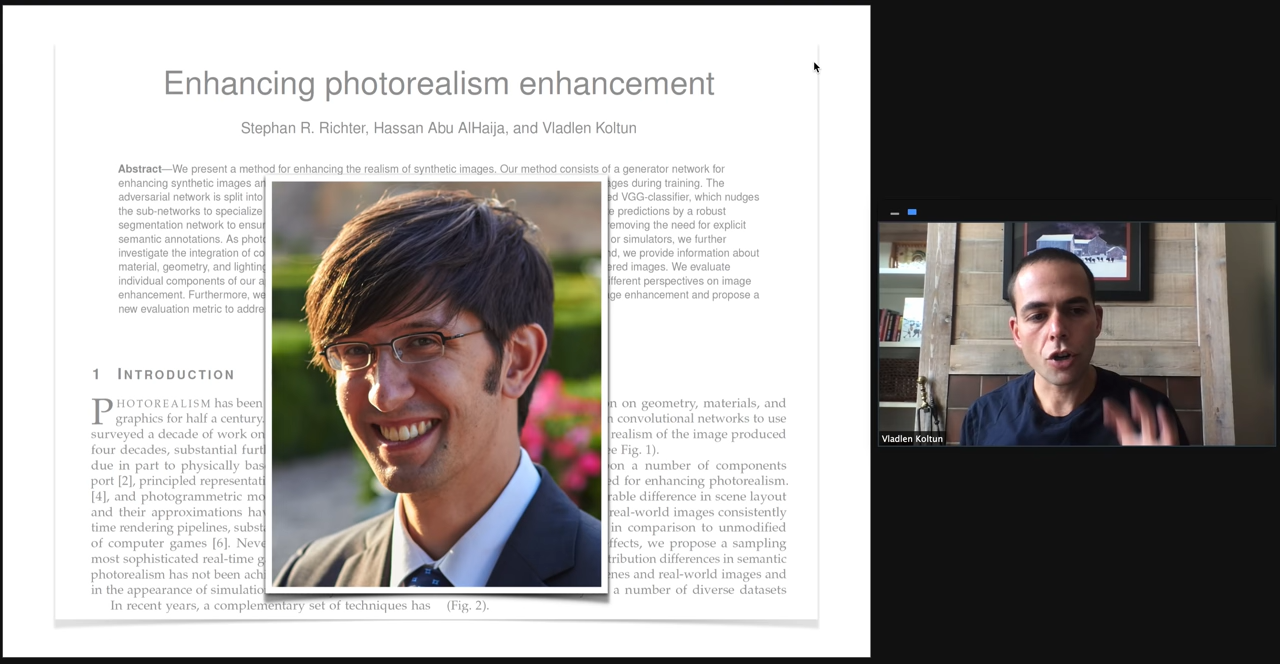 Enhancing photorealism enhancement
Stephan R. Richter, Hassan Abu AlHaija, and Vladlen Koltun
Abstract—We present a method for enhancing the realism of synthetic images. Our method consists of a generator network for
enhancing synthetic images an ges during training. The
adversarial network is split into d VGG-classifier, which nudges
the sub-networks to specialize e predictions by a robust
segmentation network to ensu emoving the need for explicit
semantic annotations. As phot or simulators, we further
investigate the integration of co d, we provide information about
material, geometry, and lighting ered images. We evaluate
individual components of our a ifferent perspectives on image
enhancement. Furthermore, we ge enhancement and propose a
new evaluation metric to addre
1 INTRODUCTION
PHOTOREALISM has been
graphics for half a century.
surveyed a decade of work on
four decades, substantial furt
due in part to physically bas
port [2], principled representati
[4], and photogrammetric mo
and their approximations hav
time rendering pipelines, subst
of computer games [6]. Neve
most sophisticated real-time g
photorealism has not been ach
in the appearance of simulatio
In recent years, a complementary set of techniques has
n on geometry, materials, and
n convolutional networks to use
realism of the image produced
e Fig. 1).
on a number of components
ed for enhancing photorealism.
rable difference in scene layout
real-world images consistently
in comparison to unmodified
ffects, we propose a sampling
tribution differences in semantic
enes and real-world images and
a number of diverse datasets
(Fig. 2).
Vladlen Koltun